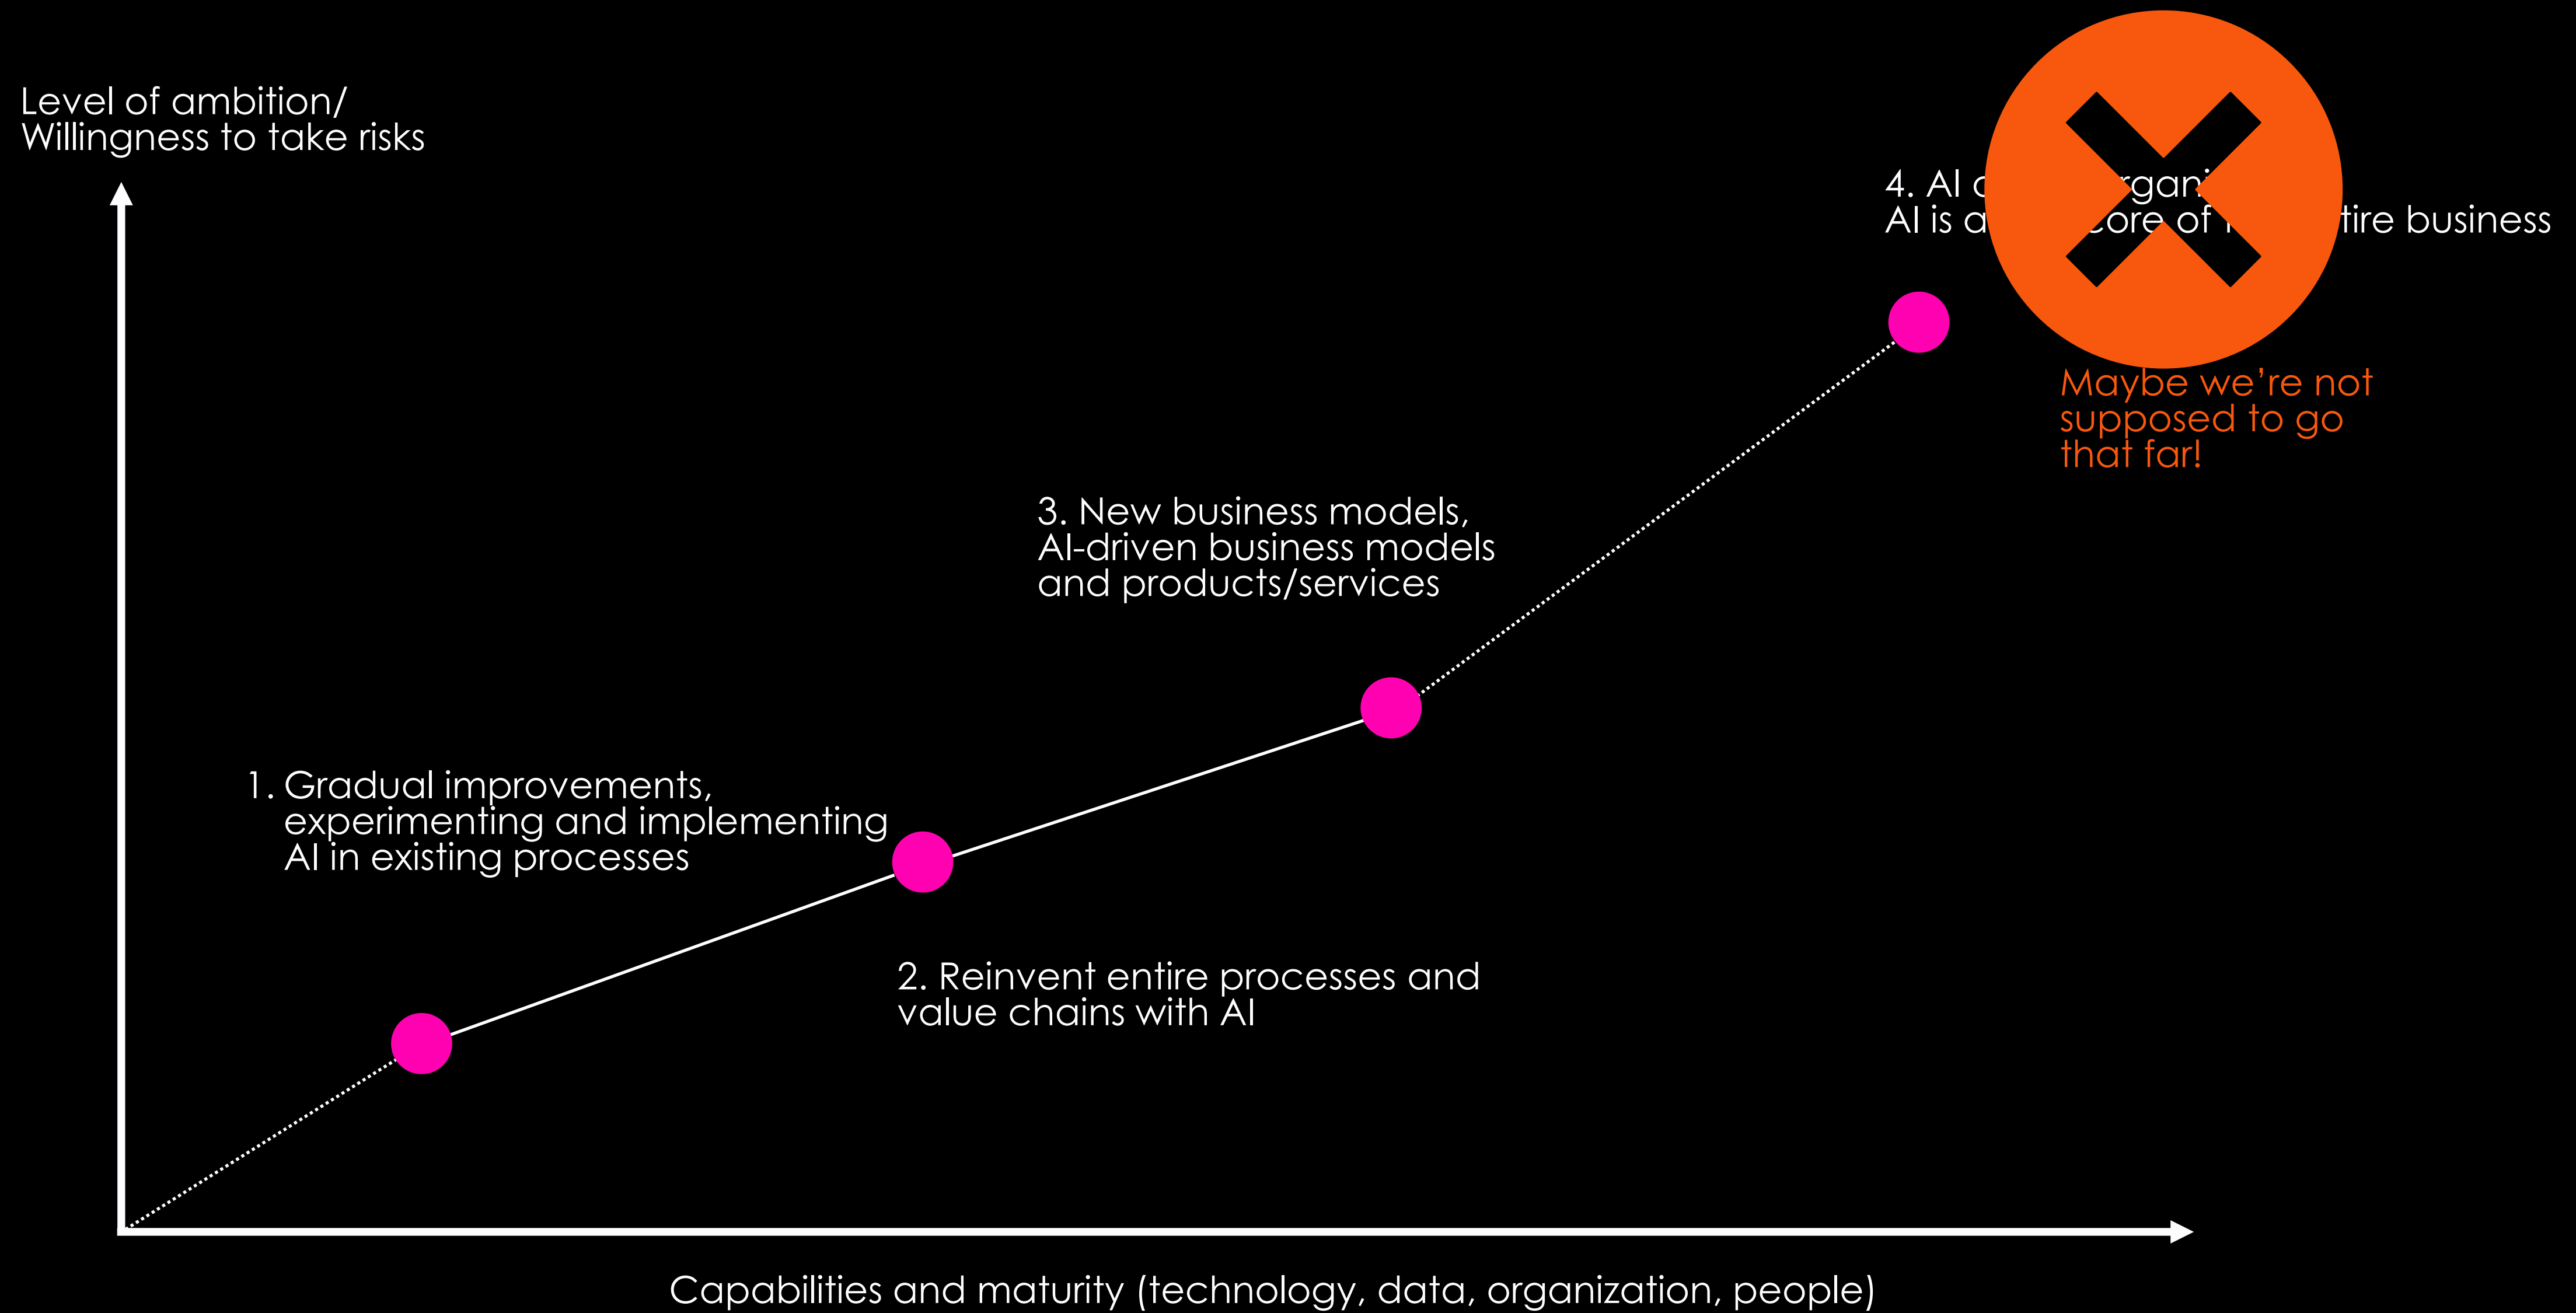 Level of ambition/
Willingness to take risks
4. AI
AI is of business
Maybe we're not
supposed to go
that far!
3. New business models,
AI-driven business models
and products/services
1. Gradual improvements,
experimenting and implementing
AI in existing processes
2. Reinvent entire processes and
value chains with AI
Capabilities and maturity (technology, data, organization, people)